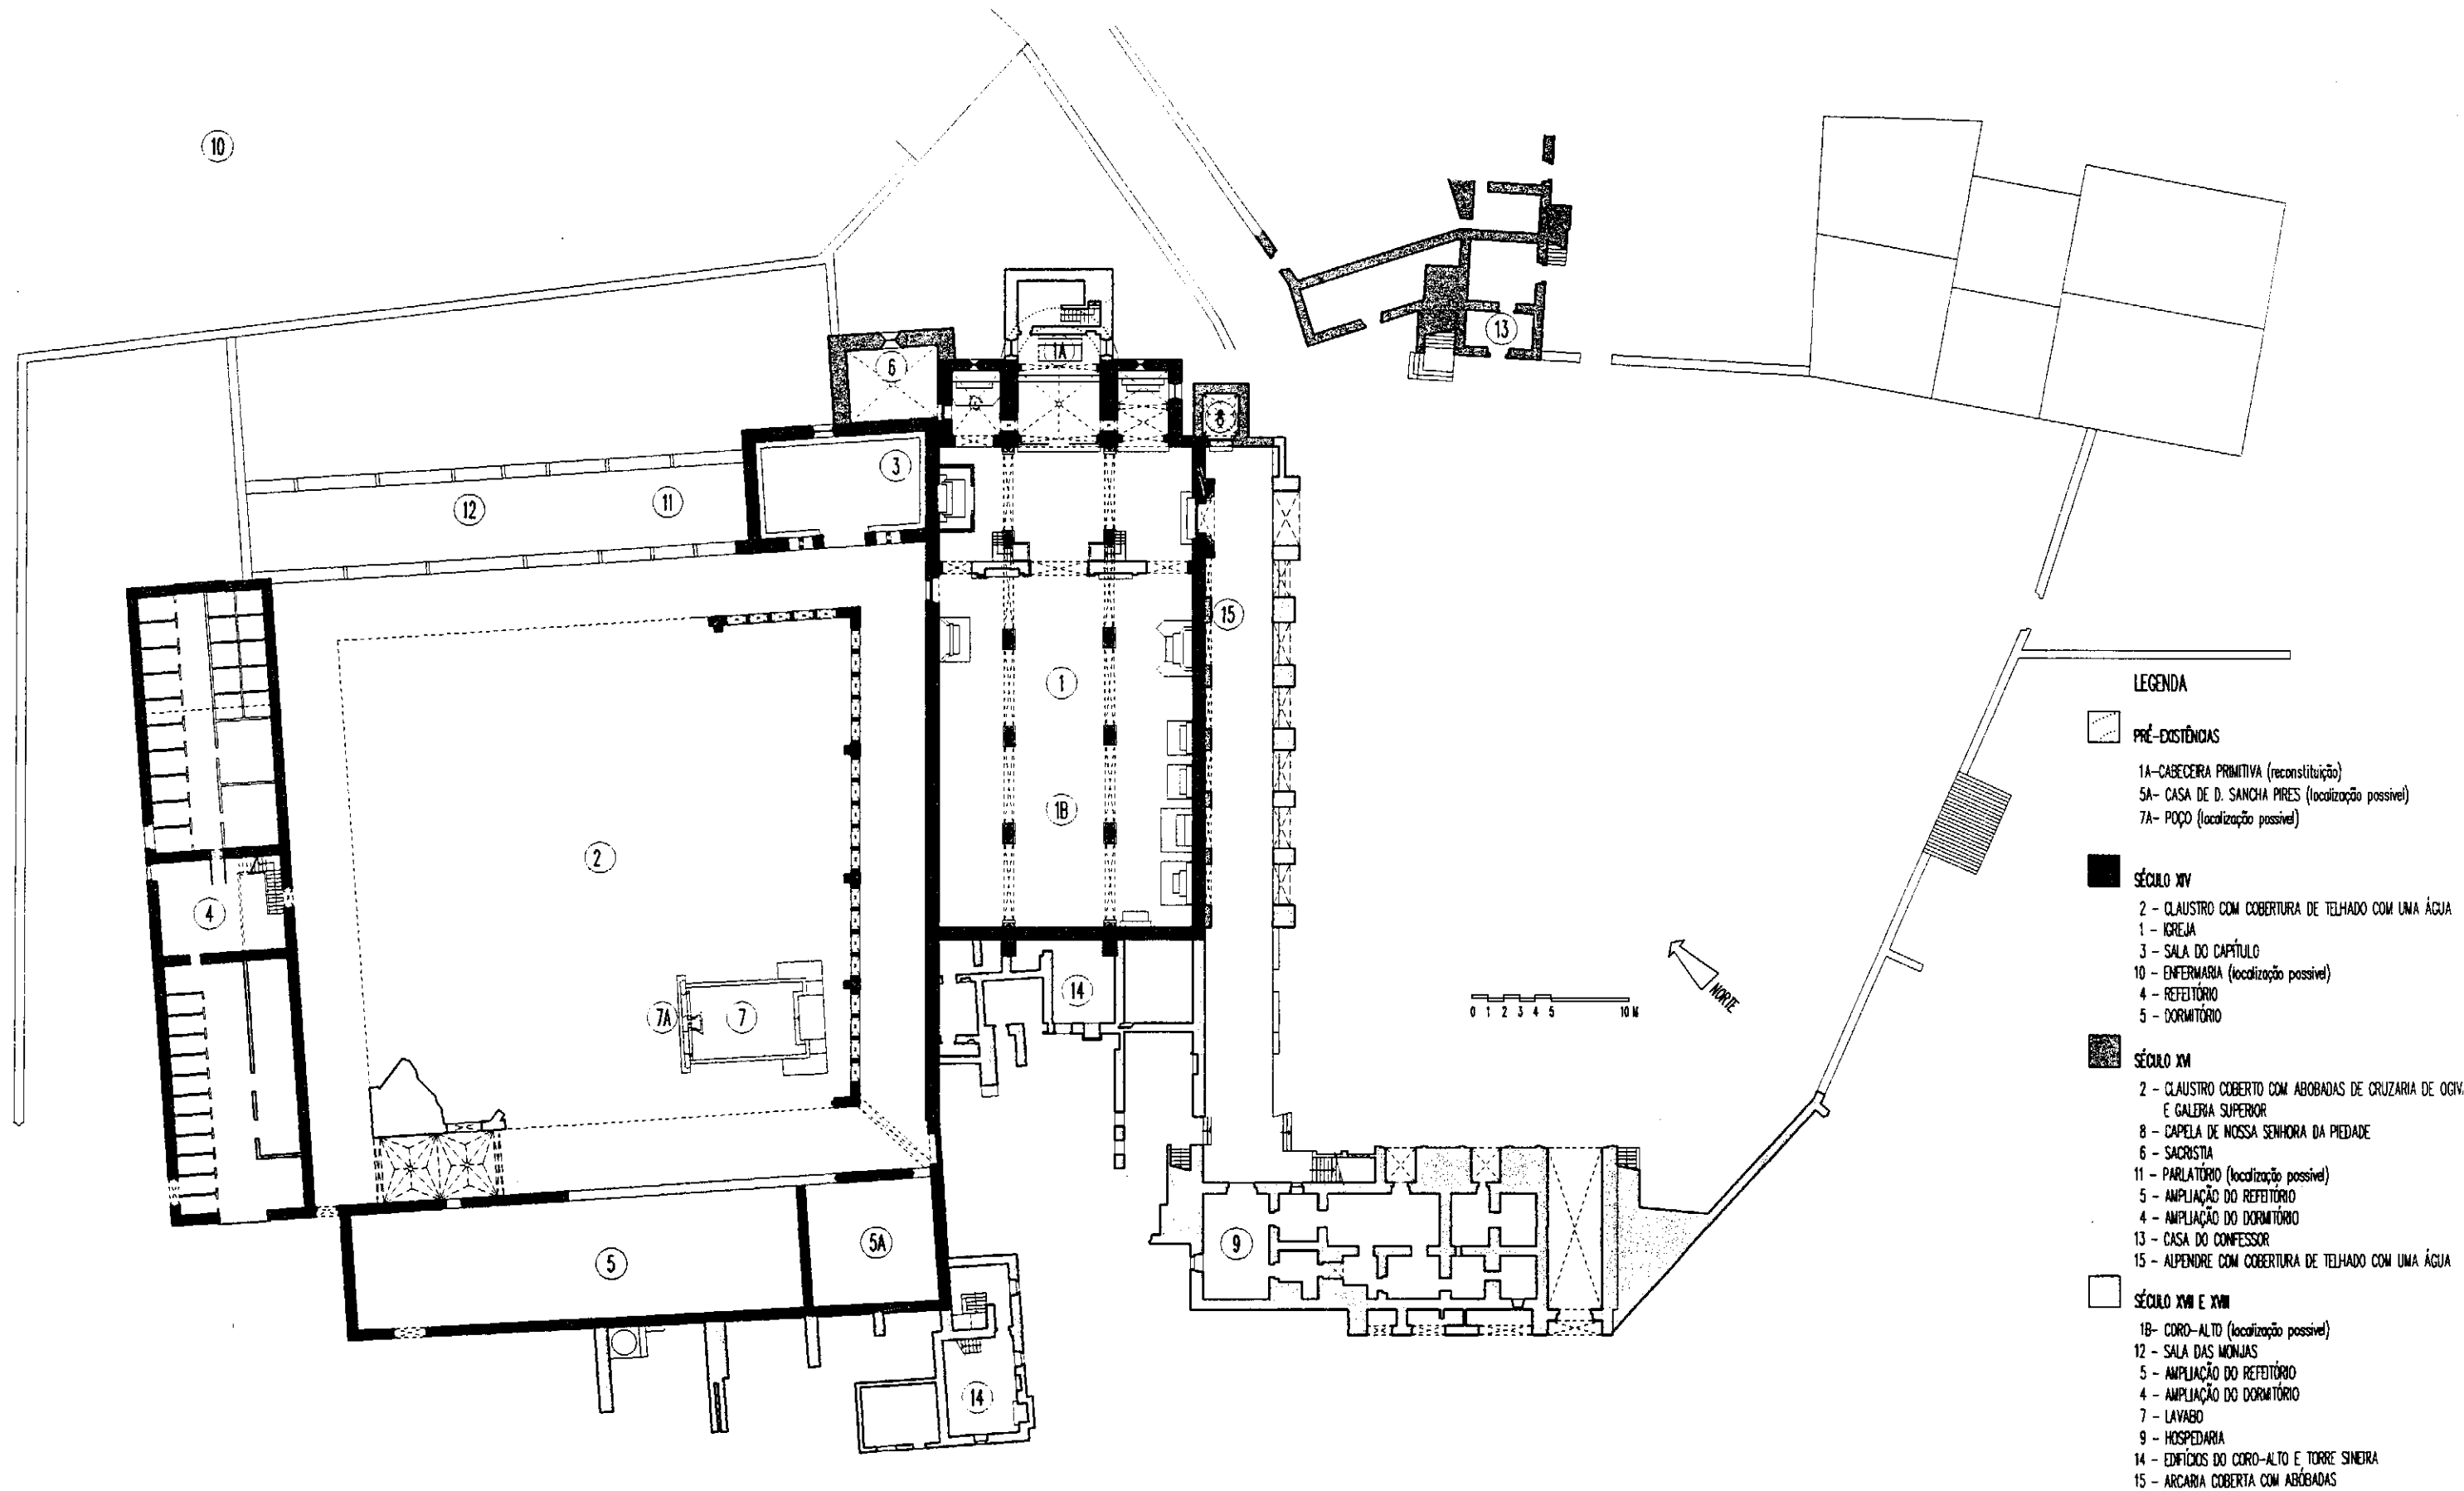 10
1A
6
13
8
3
12
11
15
1
1B
2
4
7A
7
14
5A
5
9
14
0 1 2 3 4 5 10 M
NORTE
LEGENDA
PRÉ-EXISTÊNCIAS
1A-CABECEIRA PRIMITIVA (reconstituição)
5A- CASA DE D. SANCHA PIRES (localização possivel)
7A- POÇO (localização possivel)
SÉCULO XIV
2 - CLAUSTRO COM COBERTURA DE TELHADO COM UMA ÁGUA
1 - IGREJA
3 - SALA DO CAPÍTULO
10 - ENFERMARIA (localização possivel)
4 - REFEITÓRIO
5 - DORMITÓRIO
SÉCULO XVI
2 - CLAUSTRO COBERTO COM ABOBADAS DE CRUZARIA DE OGIV
E GALERIA SUPERIOR
8 - CAPELA DE NOSSA SENHORA DA PIEDADE
6 - SACRISTIA
11 - PARLATÓRIO (localização possivel)
5 - AMPLIAÇÃO DO REFEITÓRIO
4 - AMPLIAÇÃO DO DORMITÓRIO
13 - CASA DO CONFESSOR
15 - ALPENDRE COM COBERTURA DE TELHADO COM UMA ÁGUA
SÉCULO XVII E XVIII
1B- CORO-ALTO (localização possivel)
12 - SALA DAS MONJAS
5 - AMPLIAÇÃO DO REFEITÓRIO
4 - AMPLIAÇÃO DO DORMITÓRIO
7 - LAVABO
9 - HOSPEDARIA
14 - EDIFÍCIOS DO CORO-ALTO E TORRE SINEIRA
15 - ARCARIA COBERTA COM ABÓBADAS